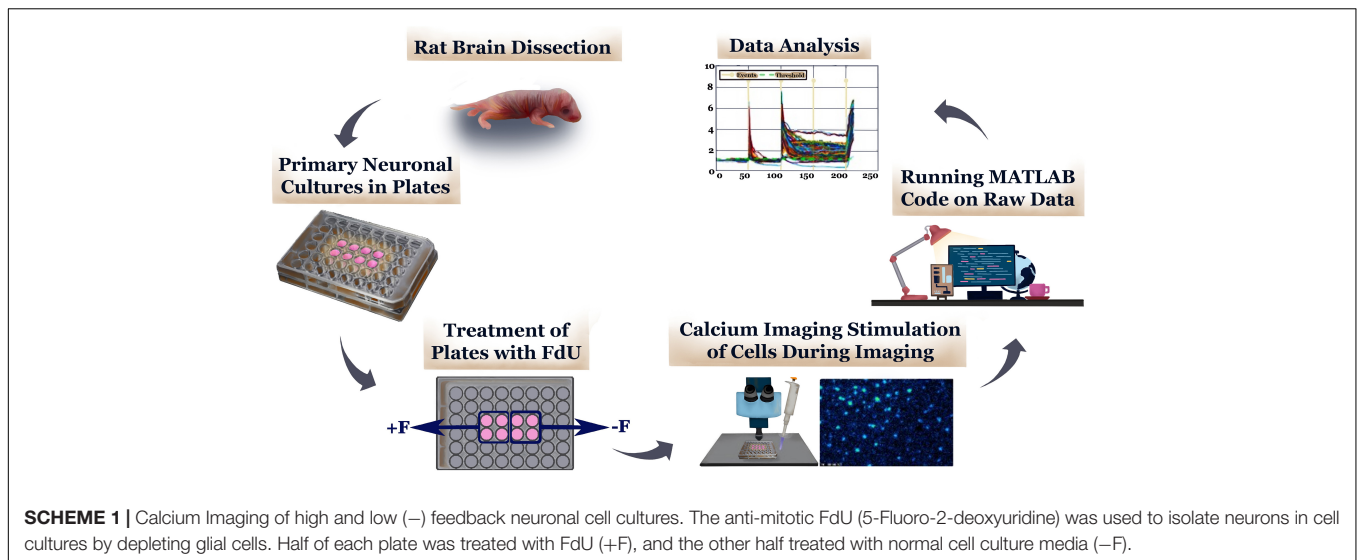 Rat Brain Dissection
Primary Neuronal
Cultures in Plates
Treatment of
Plates with FdU
+F
-F
Calcium Imaging Stimulation
of Cells During Imaging
Running MATLAB
Code on Raw Data
Data Analysis
Events Threshold
10
8
6
4
2
0
0 50 100 150 200 250
SCHEME 1 | Calcium Imaging of high and low (−) feedback neuronal cell cultures. The anti-mitotic FdU (5-Fluoro-2-deoxyuridine) was used to isolate neurons in cell
cultures by depleting glial cells. Half of each plate was treated with FdU (+F), and the other half treated with normal cell culture media (−F).